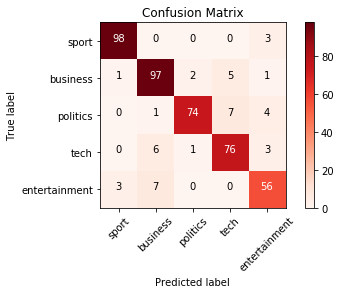 Confusion Matrix
True label
sport 98 0 0 0 3
business 1 97 2 5 1
politics 0 1 74 7 4
tech 0 6 1 76 3
entertainment 3 7 0 0 56
sport business politics tech entertainment
Predicted label
80
60
40
20
0